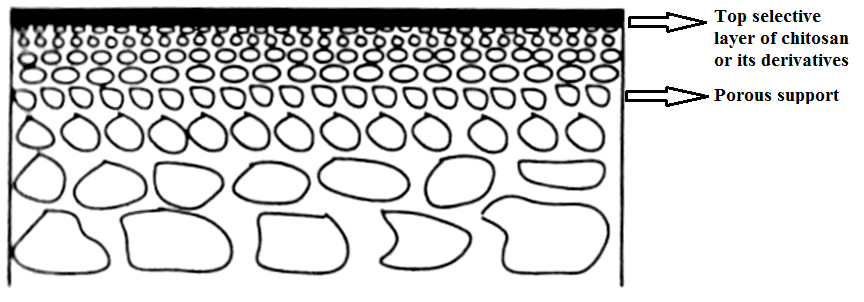 Top selective
layer of chitosan
or its derivatives
Porous support